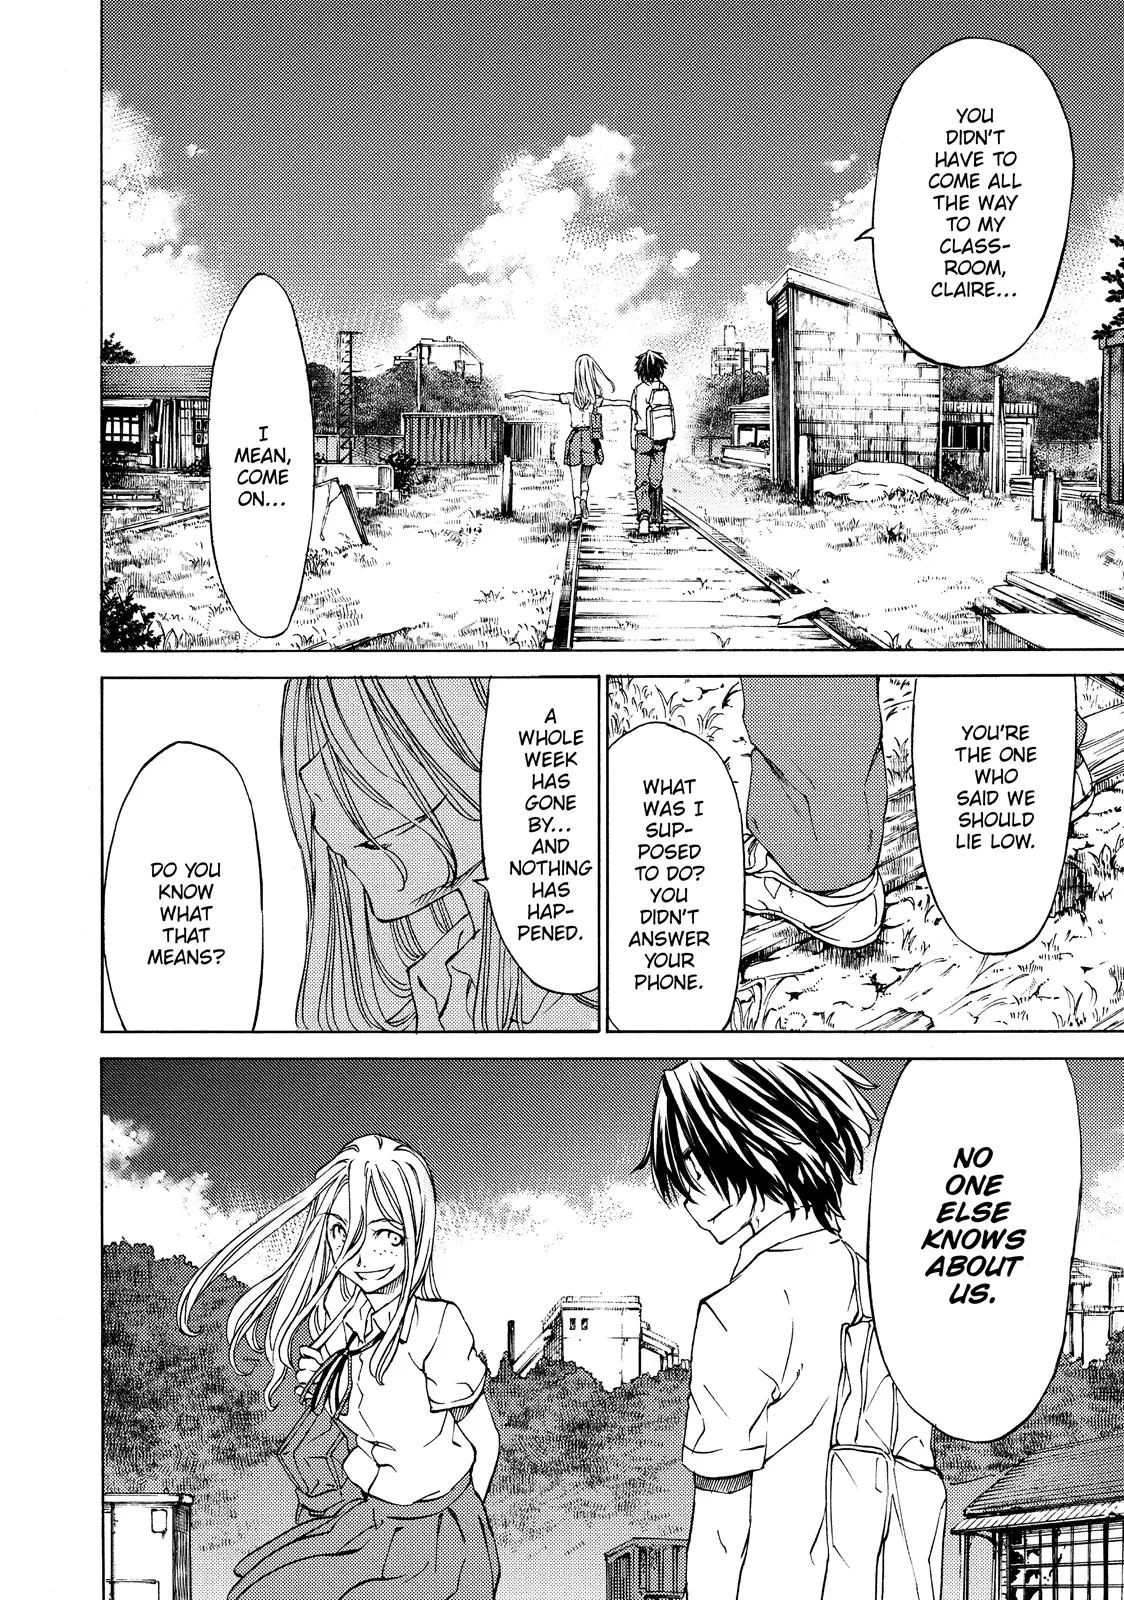 YOU
DIDN'T
HAVE TO
COME ALL
THE WAY
TO MY
CLASS-
ROOM,
CLAIRE...
I
MEAN,
COME
ON...
YOU'RE
THE ONE
WHO
SAID WE
SHOULD
LIE LOW.
WHAT
WAS I
SUP-
POSED
TO DO?
YOU
DIDN'T
ANSWER
YOUR
PHONE.
A
WHOLE
WEEK
HAS
GONE
BY...
AND
NOTHING
HAS
HAP-
PENED.
DO YOU
KNOW
WHAT
THAT
MEANS?
NO
ONE
ELSE
KNOWS
ABOUT
US.